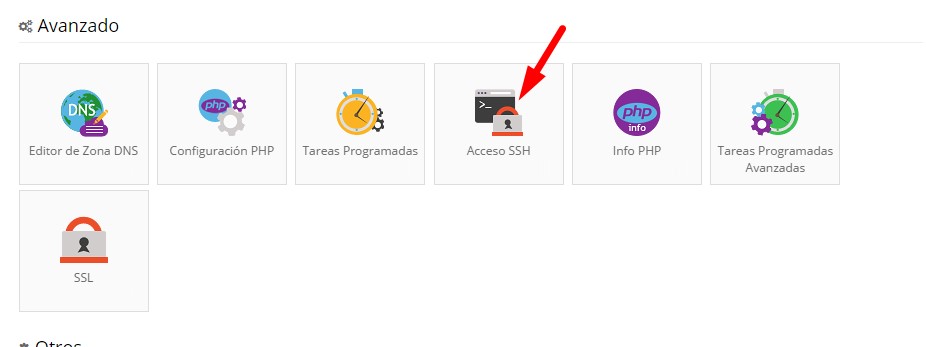 Avanzado
DNS
php
>_
php
info
Editor de Zona DNS
Configuración PHP
Tareas Programadas
Acceso SSH
Info PHP
Tareas Programadas
Avanzadas
SSL
Otros